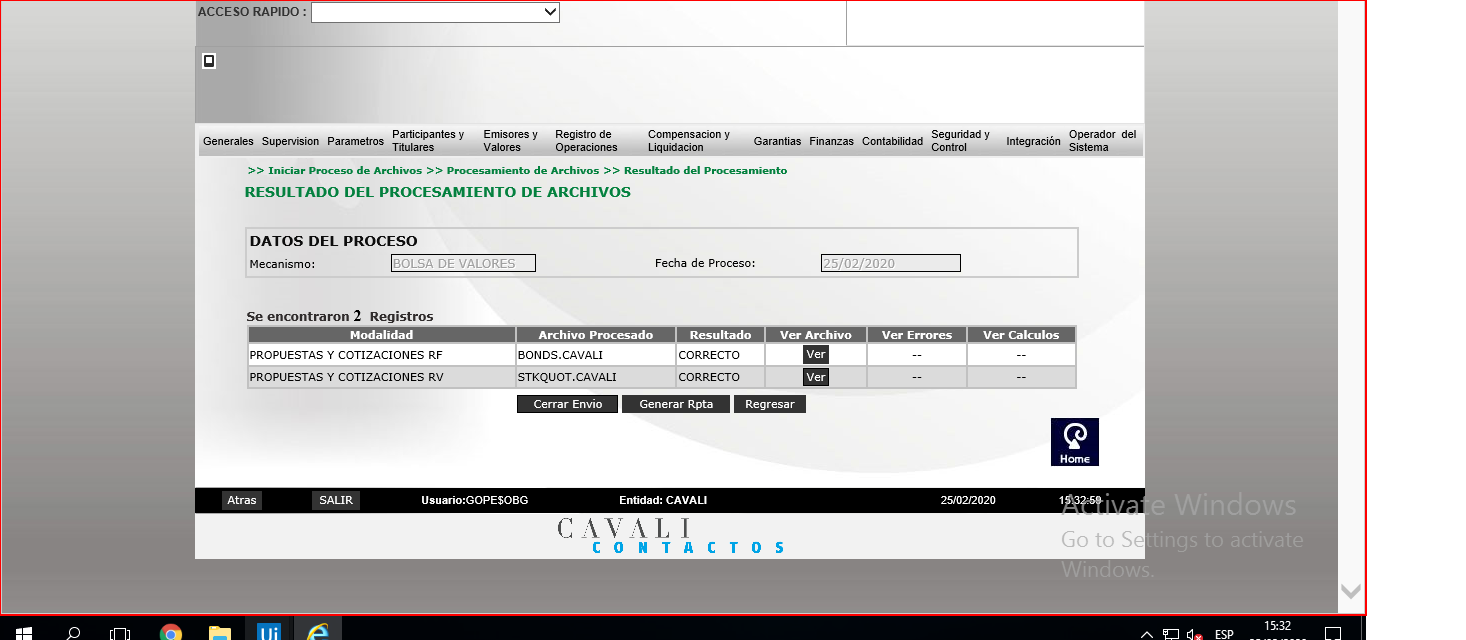 ACCESO RAPIDO :
Generales Supervision Parametros Participantes y Titulares Emisores y Valores Registro de Operaciones Compensacion y Liquidacion Garantias Finanzas Contabilidad Seguridad y Control Integración Operador del Sistema
>> Iniciar Proceso de Archivos >> Procesamiento de Archivos >> Resultado del Procesamiento
RESULTADO DEL PROCESAMIENTO DE ARCHIVOS
DATOS DEL PROCESO
Mecanismo: BOLSA DE VALORES Fecha de Proceso: 25/02/2020
Se encontraron 2 Registros
Modalidad Archivo Procesado Resultado Ver Archivo Ver Errores Ver Calculos
PROPUESTAS Y COTIZACIONES RF BONDS.CAVALI CORRECTO Ver -- --
PROPUESTAS Y COTIZACIONES RV STKQUOT.CAVALI CORRECTO Ver -- --
Cerrar Envio Generar Rpta Regresar
Home
Atras SALIR Usuario:GOPE$OBG Entidad: CAVALI 25/02/2020 15:32:59
CAVALI
CONTACTOS
Activate Windows
Go to Settings to activate
Windows.
Ui ESP 15:32